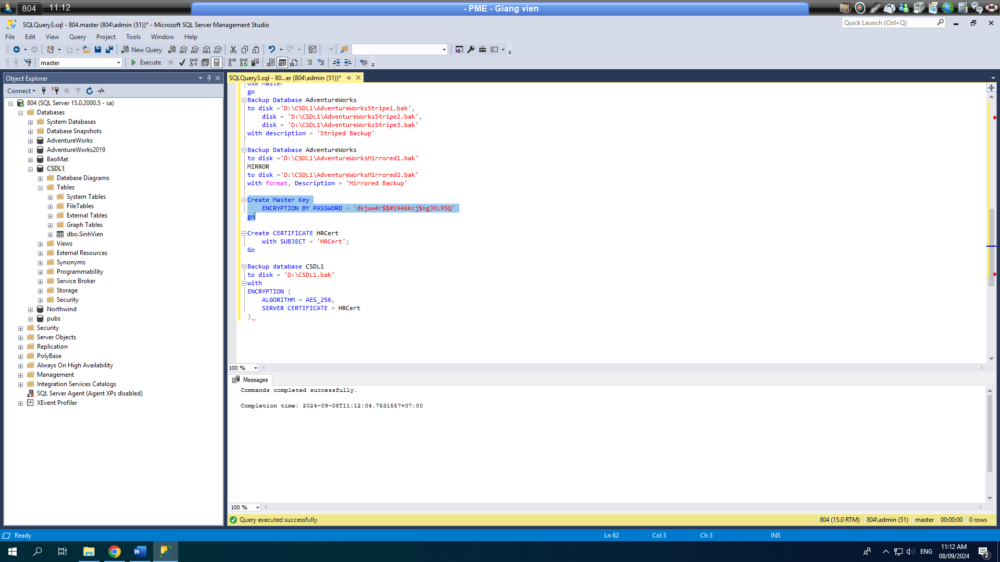 804 11:12 - PME - Giang vien
SQLQuery3.sql - 804.master (804\admin (51))* - Microsoft SQL Server Management Studio
Quick Launch (Ctrl+Q)
File Edit View Query Project Tools Window Help
New Query MDX DMX XMLA DAX
master Execute
Object Explorer
Connect
804 (SQL Server 15.0.2000.5 - sa)
Databases
System Databases
Database Snapshots
AdventureWorks
AdventureWorks2019
BaoMat
CSDL1
Database Diagrams
Tables
System Tables
FileTables
External Tables
Graph Tables
dbo.SinhVien
Views
External Resources
Synonyms
Programmability
Service Broker
Storage
Security
Northwind
pubs
Security
Server Objects
Replication
PolyBase
Always On High Availability
Management
Integration Services Catalogs
SQL Server Agent (Agent XPs disabled)
XEvent Profiler
SQLQuery3.sql - 80...er (804\admin (51))*
Use Master
go
Backup Database AdventureWorks
to disk ='D:\CSDL1\AdventureWorksStripe1.bak',
disk = 'D:\CSDL1\AdventureWorksStripe2.bak',
disk = 'D:\CSDL1\AdventureWorksStripe3.bak'
with description = 'Striped Backup'
Backup Database AdventureWorks
to disk ='D:\CSDL1\AdventureWorksMirrored1.bak'
MIRROR
to disk ='D:\CSDL1\AdventureWorksMirrored2.bak'
with format, Description = 'Mirrored Backup'
Create Master Key
ENCRYPTION BY PASSWORD = 'dkjuw4r$$#1946kcj$ngJKL95Q'
go
Create CERTIFICATE HRCert
with SUBJECT = 'HRCert';
Go
Backup database CSDL1
to disk = 'D:\CSDL1.bak'
with
ENCRYPTION (
ALGORITHM = AES_256,
SERVER CERTIFICATE = HRCert
)
100 %
Messages
Commands completed successfully.
Completion time: 2024-09-08T11:12:04.7531557+07:00
100 %
Query executed successfully. 804 (15.0 RTM) 804\admin (51) master 00:00:00 0 rows
Ready Ln 62 Col 3 Ch 3 INS
ENG 11:12 AM
08/09/2024
2